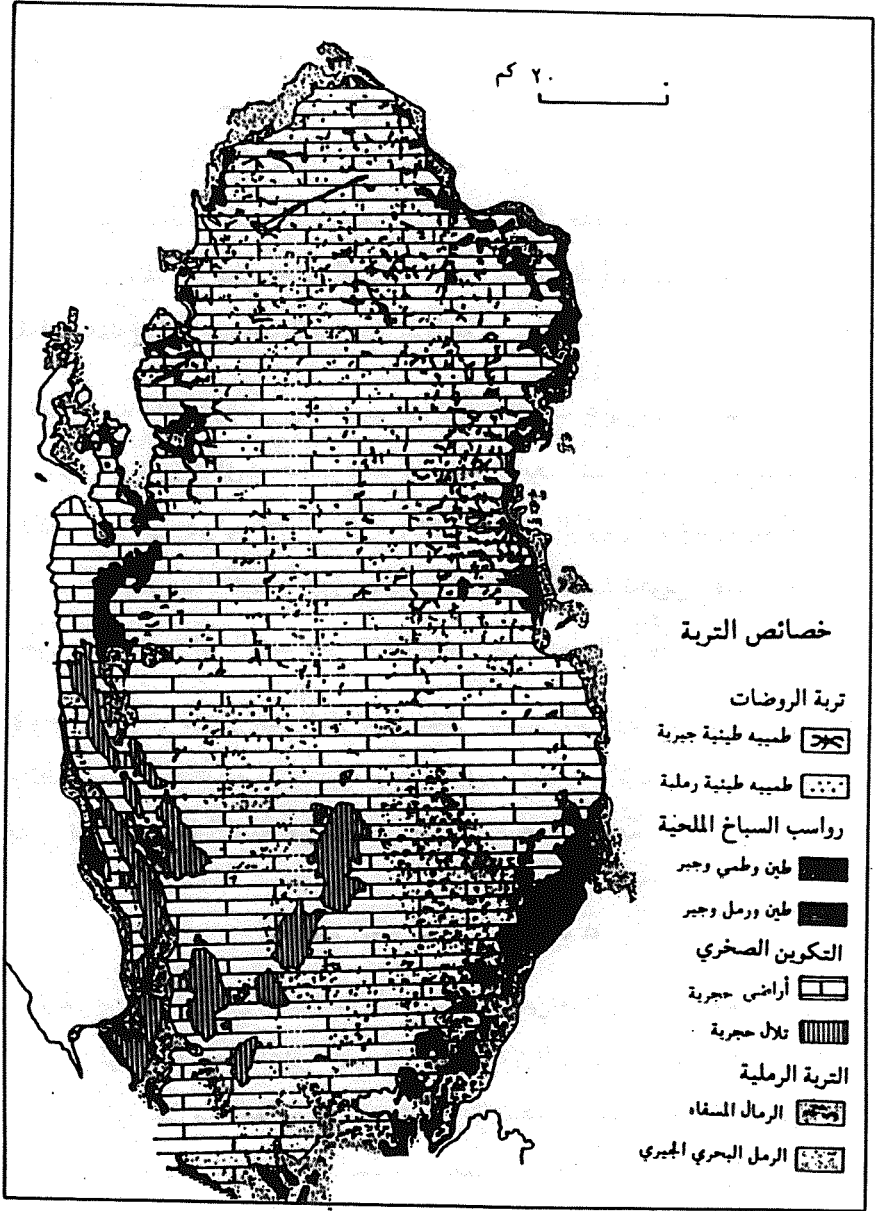 ٢٠ كم
٠
خصائص التربة
تربة الروضات
طمييه طينية جيرية
طمييه طينية رملية
رواسب السباخ الملحية
طين وطمي وجير
طين ورمل وجير
التكوين الصخري
أراضى حجرية
تلال حجرية
التربة الرملية
الرمال المسفاه
الرمل البحري الجيري